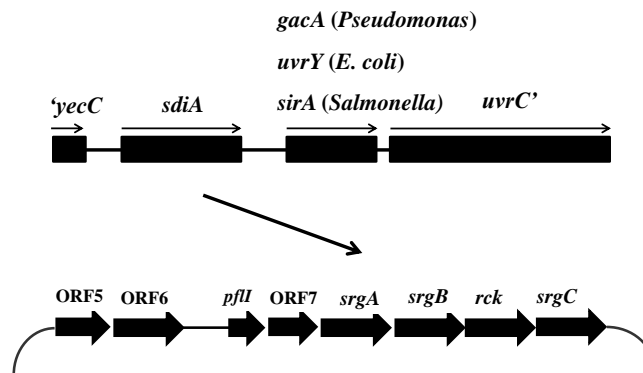 gacA (Pseudomonas)
uvrY (E. coli)
‘yecC sdiA sirA (Salmonella) uvrC’
ORF5 ORF6 pflI ORF7 srgA srgB rck srgC